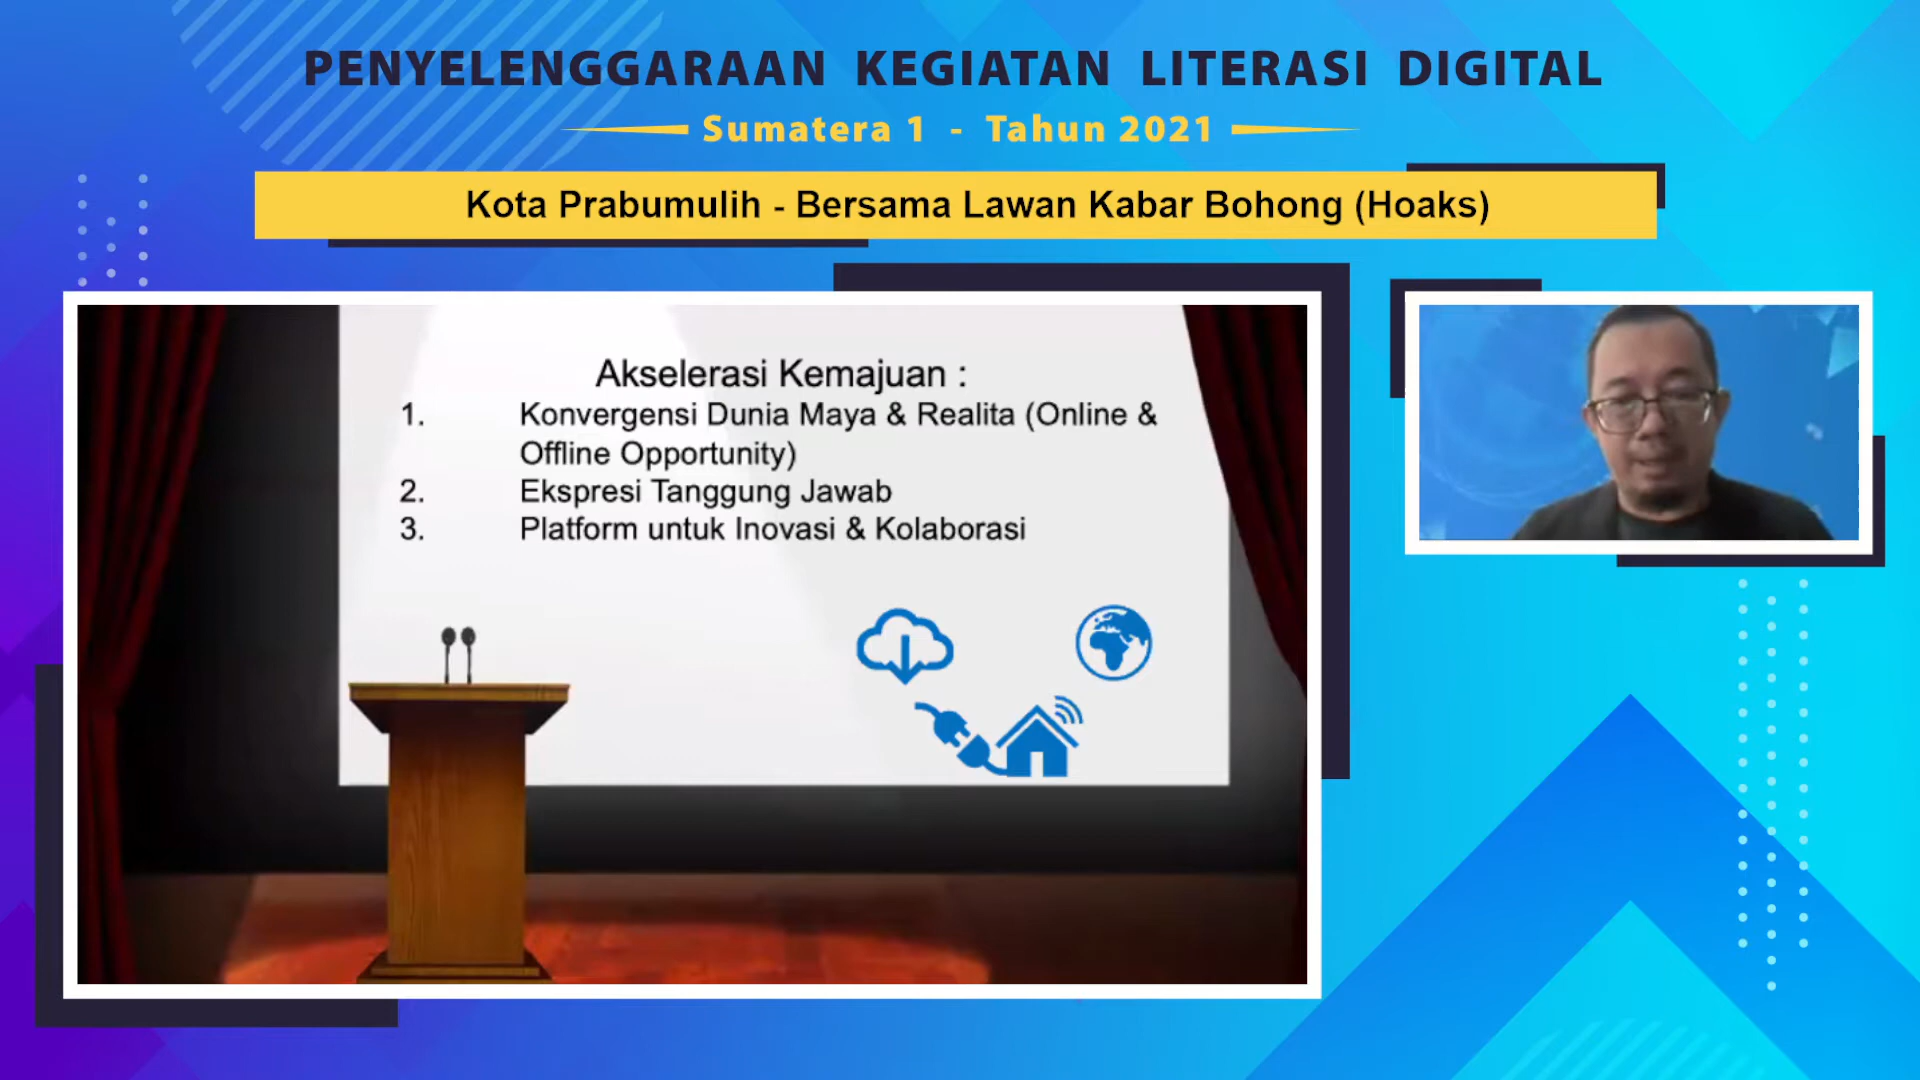 PENYELENGGARAAN KEGIATAN LITERASI DIGITAL
Sumatera 1 - Tahun 2021
Kota Prabumulih - Bersama Lawan Kabar Bohong (Hoaks)
Akselerasi Kemajuan :
1. Konvergensi Dunia Maya & Realita (Online &
Offline Opportunity)
2. Ekspresi Tanggung Jawab
3. Platform untuk Inovasi & Kolaborasi